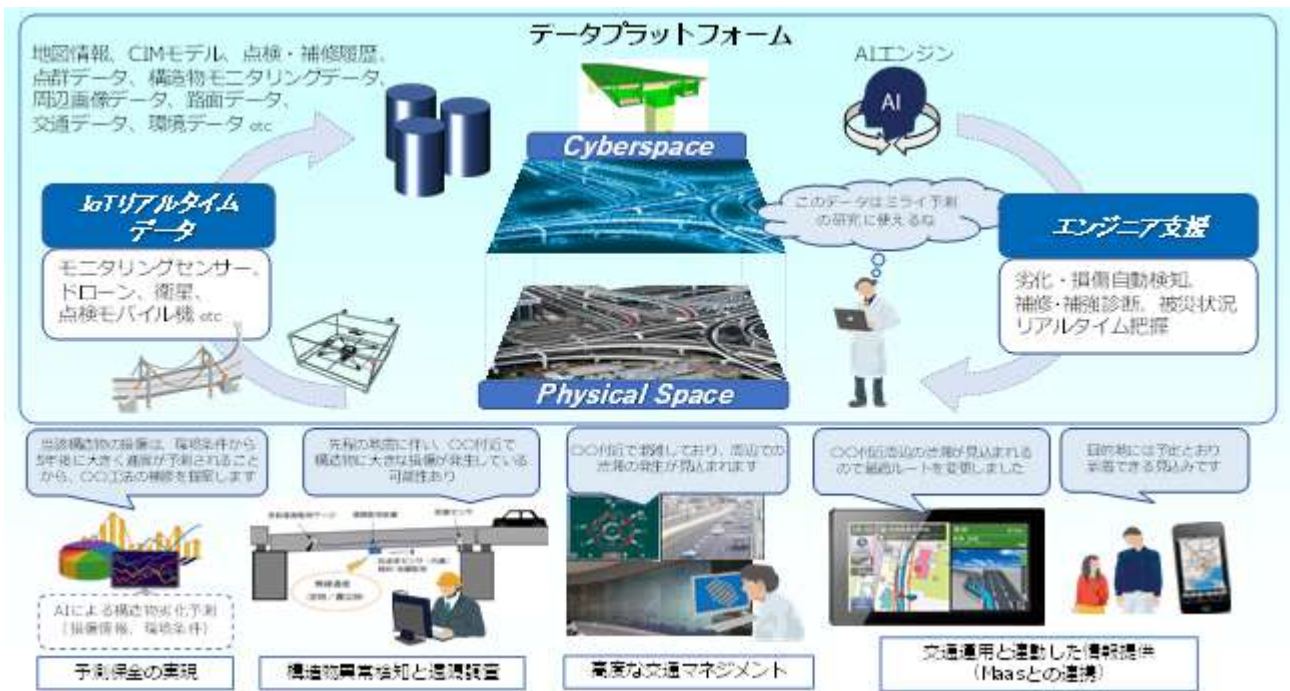 データプラットフォーム
地図情報、CIMモデル、点検・補修履歴、
点群データ、構造物モニタリングデータ、
周辺画像データ、路面データ、
交通データ、環境データ etc
AIエンジン
AI
Cyberspace
IoTリアルタイム
データ
モニタリングセンサー、
ドローン、衛星、
点検モバイル機 etc
このデータはミライ予測
の研究に使えるね
エンジニア支援
劣化・損傷自動検知、
補修・補強診断、被災状況
リアルタイム把握
Physical Space
当該構造物の損傷は、環境条件から
5年後に大きく進展が予測されること
から、〇〇工法の補修を提案します
先程の地震に伴い、〇〇付近で
構造物に大きな損傷が発生している
可能性あり
〇〇付近で混雑しており、周辺での
渋滞の発生が見込まれます
〇〇付近周辺の渋滞が見込まれる
ので最適ルートを変更しました
目的地には予定とおり
到着できる見込みです
AIによる構造物劣化予測
(損傷情報、環境条件)
予測保全の実現
構造物異常検知と遠隔調査
高度な交通マネジメント
交通運用と連動した情報提供
(Maasとの連携)